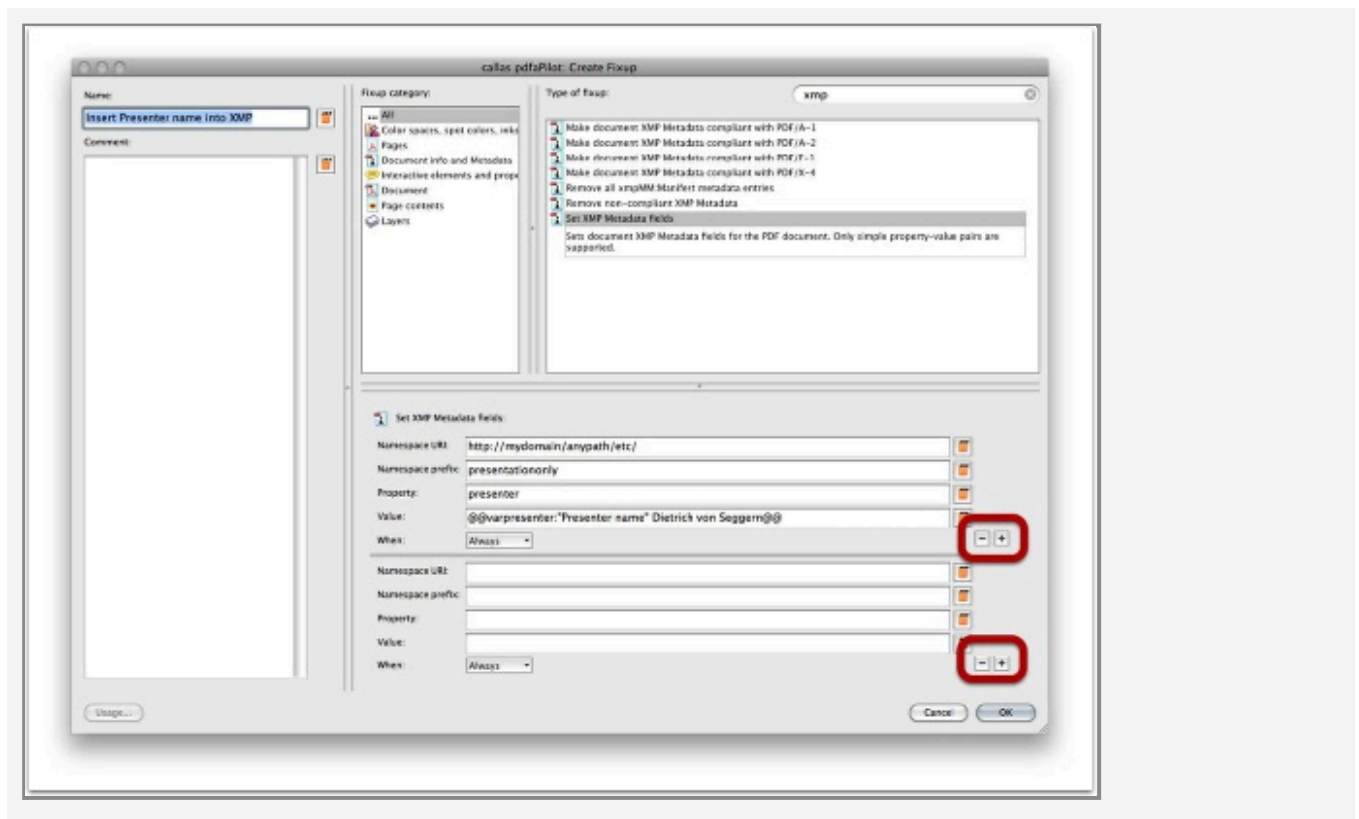 callas pdfaPilot: Create Fixup
Name:
Insert Presenter name into XMP
Comment:
Usage...
Fixup category:
... All
Color spaces, spot colors, inks
Pages
Document info and Metadata
Interactive elements and prope
Document
Page contents
Layers
Type of fixup:
xmp
Make document XMP Metadata compliant with PDF/A-1
Make document XMP Metadata compliant with PDF/A-2
Make document XMP Metadata compliant with PDF/E-1
Make document XMP Metadata compliant with PDF/X-4
Remove all xmpMM:Manifest metadata entries
Remove non-compliant XMP Metadata
Set XMP Metadata fields
Sets document XMP Metadata fields for the PDF document. Only simple property-value pairs are
supported.
Set XMP Metadata fields
Namespace URI: http://mydomain/anypath/etc/
Namespace prefix: presentationonly
Property: presenter
Value: @@varpresenter:"Presenter name" Dietrich von Seggern@@
When: Always
- +
Namespace URI:
Namespace prefix:
Property:
Value:
When: Always
- +
Cancel OK